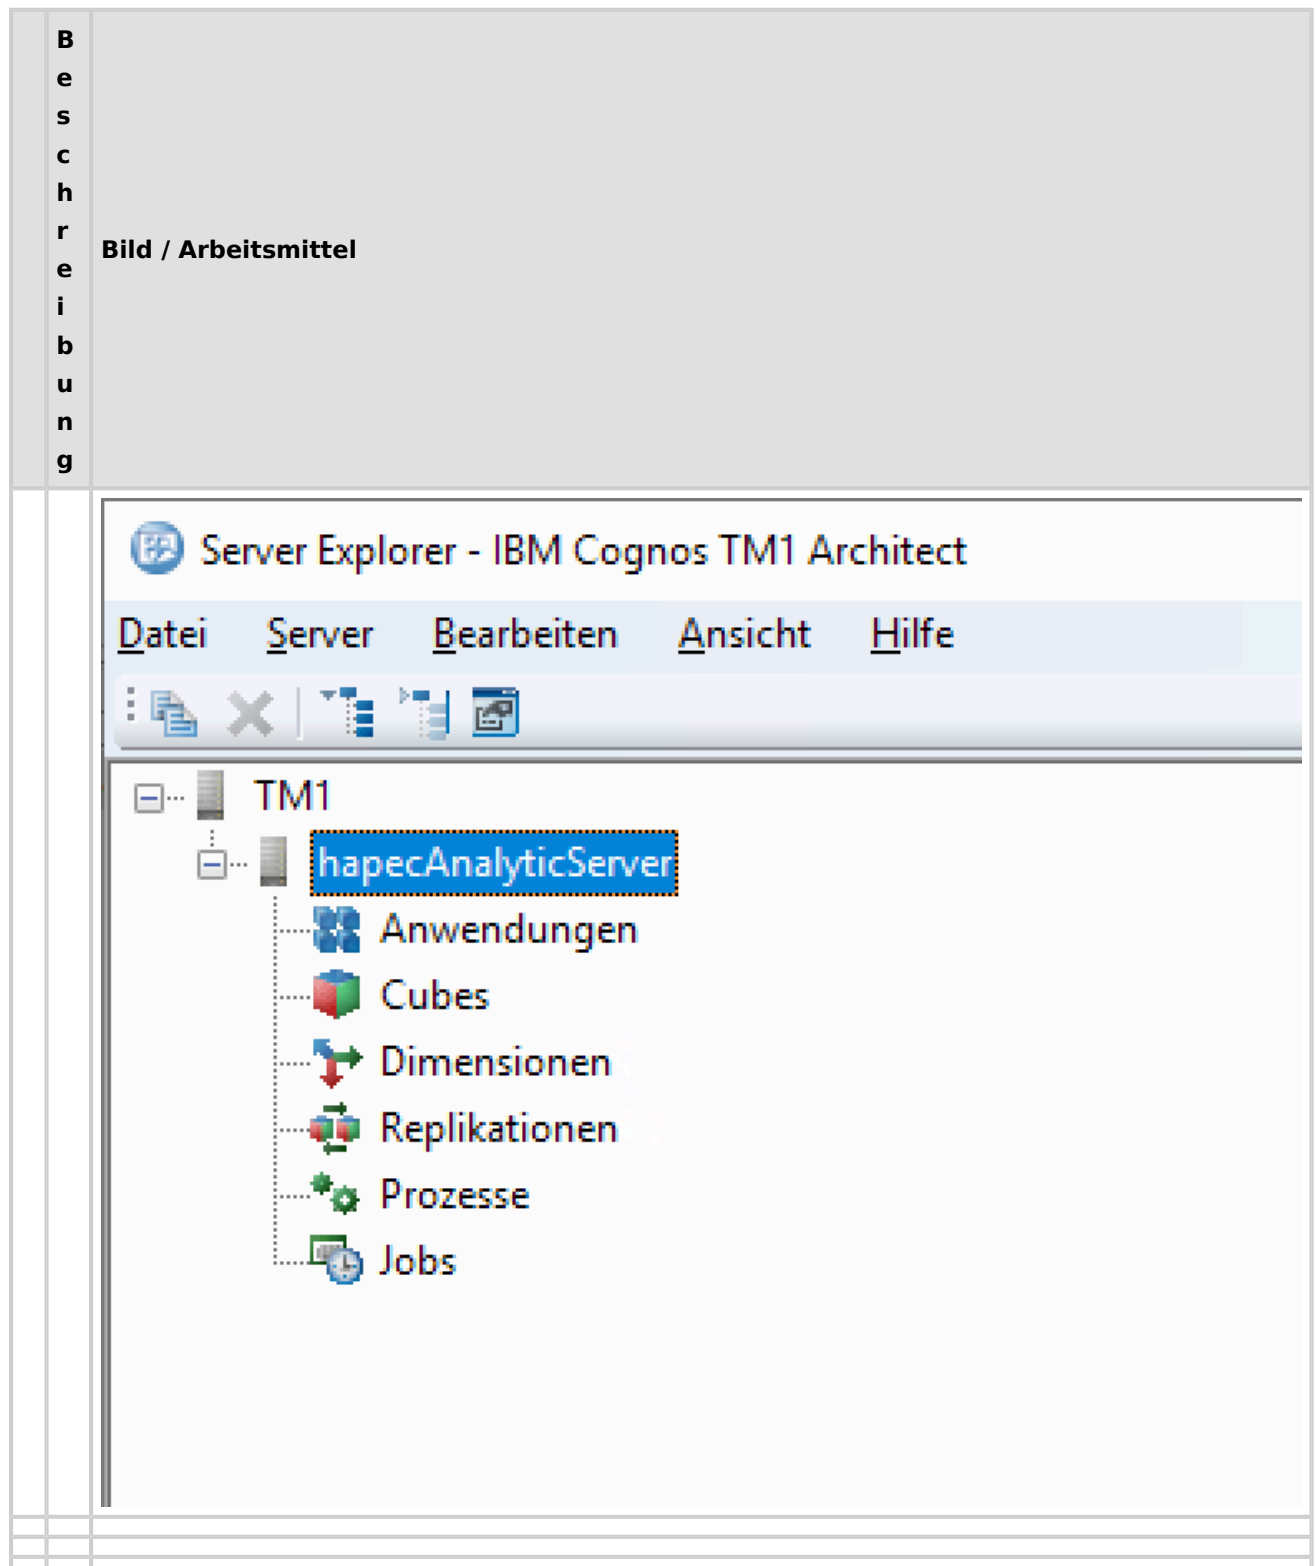 Beschreibung
Bild / Arbeitsmittel
Server Explorer - IBM Cognos TM1 Architect
Datei Server Bearbeiten Ansicht Hilfe
TM1
hapecAnalyticServer
Anwendungen
Cubes
Dimensionen
Replikationen
Prozesse
Jobs